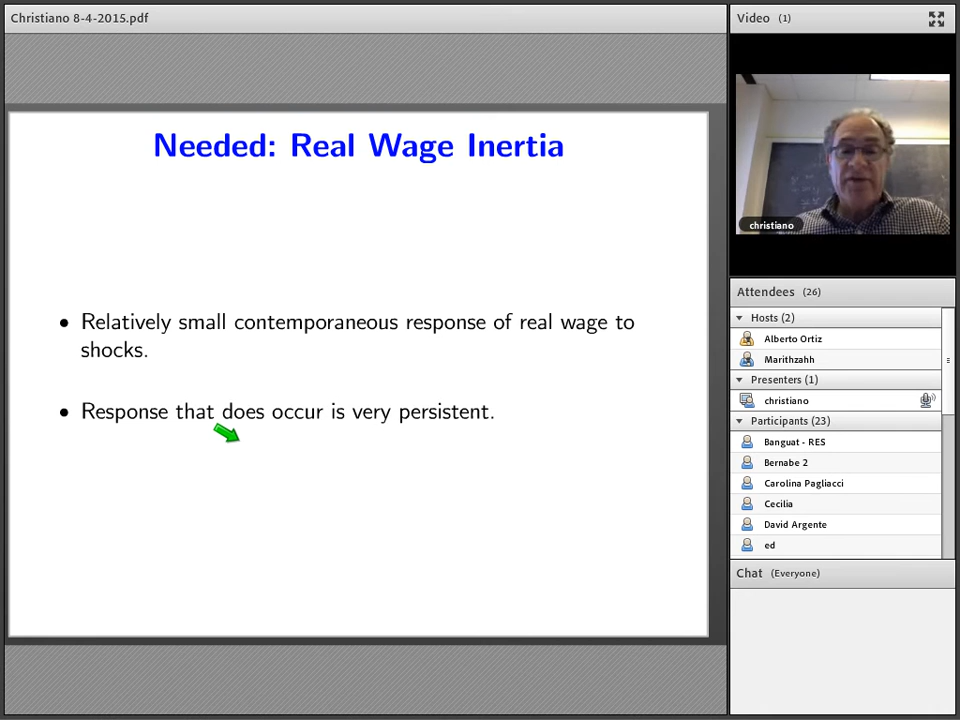 Christiano 8-4-2015.pdf
Needed: Real Wage Inertia
• Relatively small contemporaneous response of real wage to
shocks.
• Response that does occur is very persistent.
Video (1)
christiano
Attendees (26)
Hosts (2)
Alberto Ortiz
Marithzahh
Presenters (1)
christiano
Participants (23)
Banguat - RES
Bernabe 2
Carolina Pagliacci
Cecilia
David Argente
ed
Chat (Everyone)